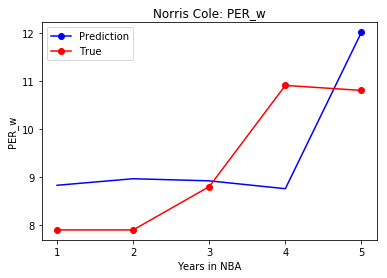 Norris Cole: PER_w
Prediction
True
PER_w
12
11
10
9
8
1 2 3 4 5
Years in NBA